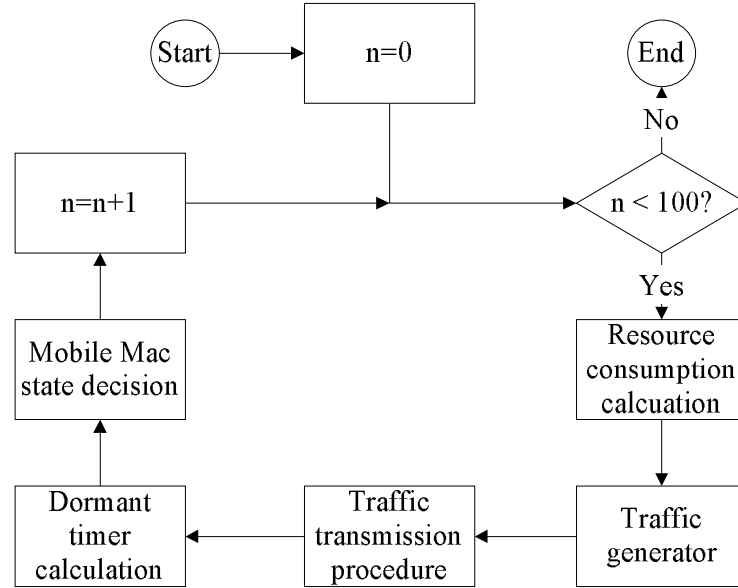 Start
n=0
End
No
n=n+1
n < 100?
Yes
Mobile Mac
state decision
Resource
consumption
calcuation
Dormant
timer
calculation
Traffic
transmission
procedure
Traffic
generator